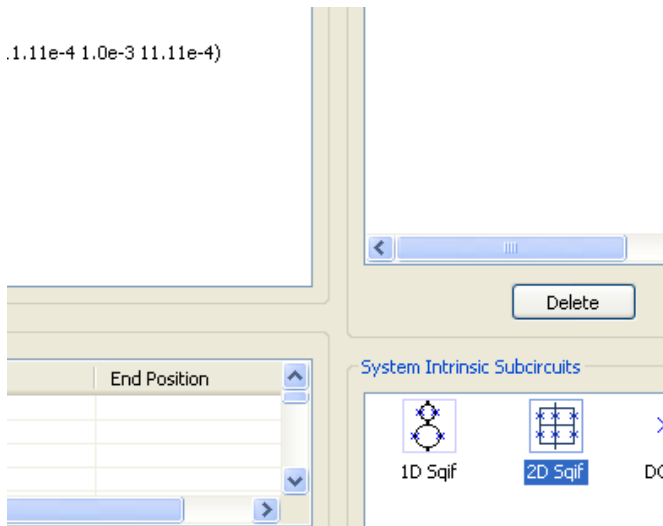 .1.11e-4 1.0e-3 11.11e-4)
Delete
End Position
System Intrinsic Subcircuits
1D Sqif
2D Sqif
DC